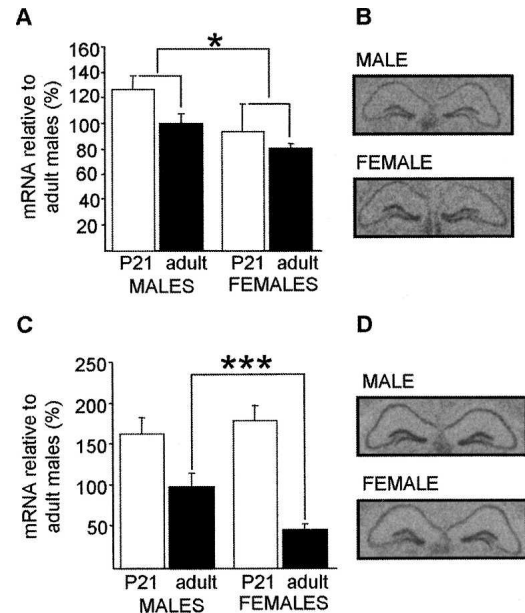 A
mRNA relative to
adult males (%)
160
140
120
100
80
60
40
20
*
P21 adult P21 adult
MALES FEMALES
B
MALE
FEMALE
C
mRNA relative to
adult males (%)
250
200
150
100
50
***
P21 adult P21 adult
MALES FEMALES
D
MALE
FEMALE